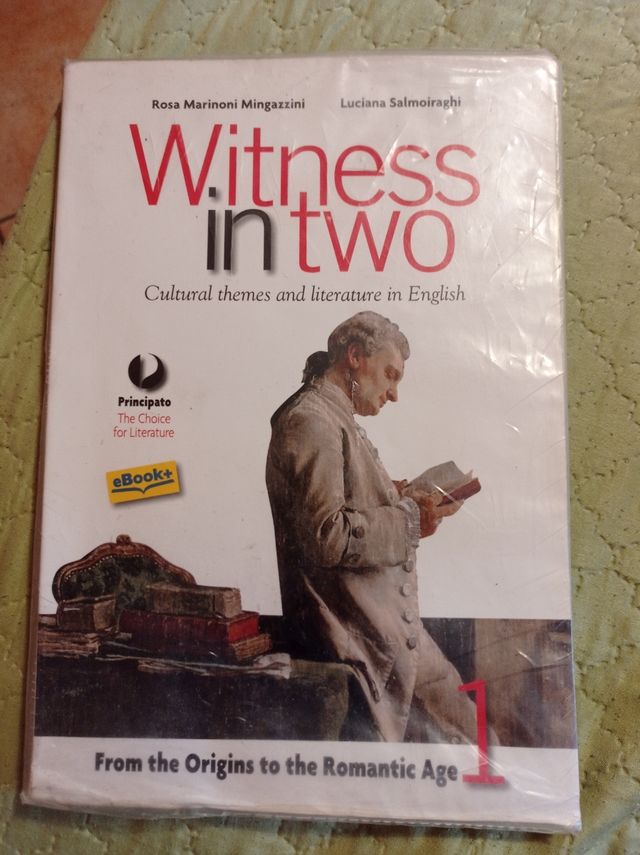 Rosa Marinoni Mingazzini Luciana Salmoiraghi
Witness
in two
Cultural themes and literature in English
Principato
The Choice
for Literature
eBook+
From the Origins to the Romantic Age 1